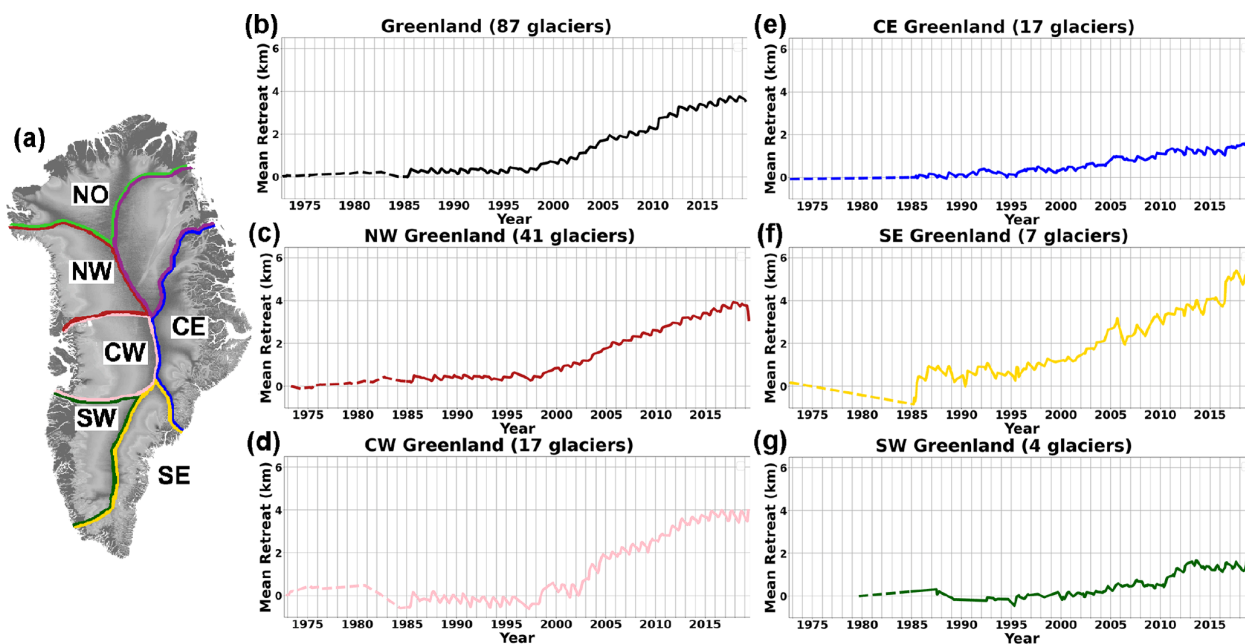 (a)
NO
NW
CE
CW
SW
SE
(b)
Greenland (87 glaciers)
Mean Retreat (km)
6
4
2
0
1975 1980 1985 1990 1995 2000 2005 2010 2015
Year
(c)
NW Greenland (41 glaciers)
Mean Retreat (km)
6
4
2
0
1975 1980 1985 1990 1995 2000 2005 2010 2015
Year
(d)
CW Greenland (17 glaciers)
Mean Retreat (km)
6
4
2
0
1975 1980 1985 1990 1995 2000 2005 2010 2015
Year
(e)
CE Greenland (17 glaciers)
Mean Retreat (km)
6
4
2
0
1975 1980 1985 1990 1995 2000 2005 2010 2015
Year
(f)
SE Greenland (7 glaciers)
Mean Retreat (km)
6
4
2
0
1975 1980 1985 1990 1995 2000 2005 2010 2015
Year
(g)
SW Greenland (4 glaciers)
Mean Retreat (km)
6
4
2
0
1975 1980 1985 1990 1995 2000 2005 2010 2015
Year